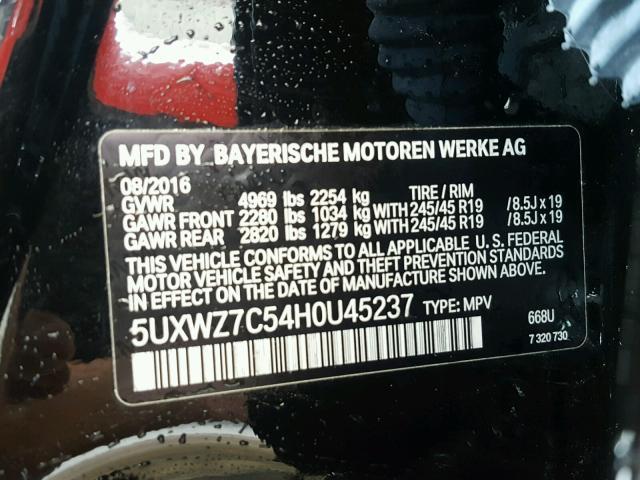 MFD BY BAYERISCHE MOTOREN WERKE AG
08/2016 TIRE / RIM
GVWR 4969 lbs 2254 kg
GAWR FRONT 2280 lbs 1034 kg WITH 245/45 R19 /8.5J x 19
GAWR REAR 2820 lbs 1279 kg WITH 245/45 R19 /8.5J x 19
THIS VEHICLE CONFORMS TO ALL APPLICABLE U. S. FEDERAL
MOTOR VEHICLE SAFETY AND THEFT PREVENTION STANDARDS
IN EFFECT ON THE DATE OF MANUFACTURE SHOWN ABOVE.
5UXWZ7C54H0U45237 TYPE: MPV 668U
7 320 730